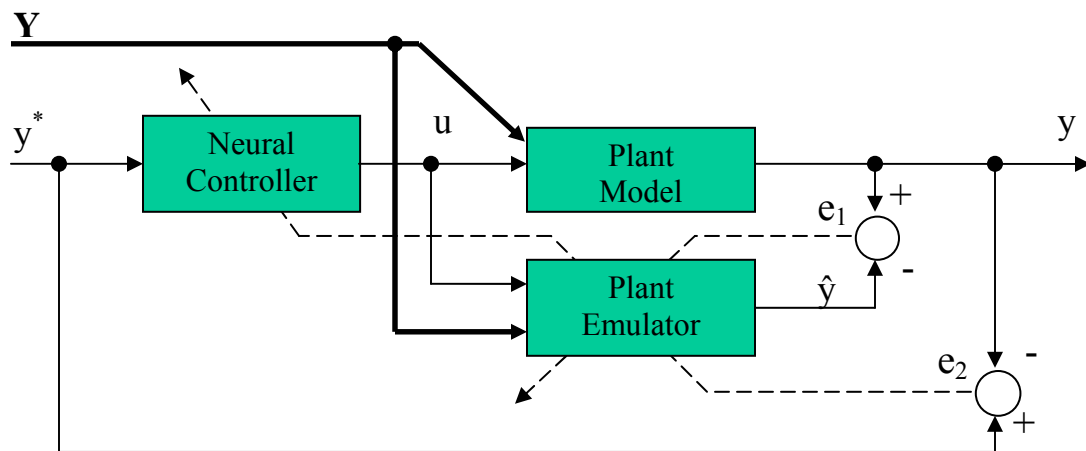 Y
y*
Neural
Controller
u
Plant
Model
y
e1
+
-
Plant
Emulator
ŷ
e2
-
+